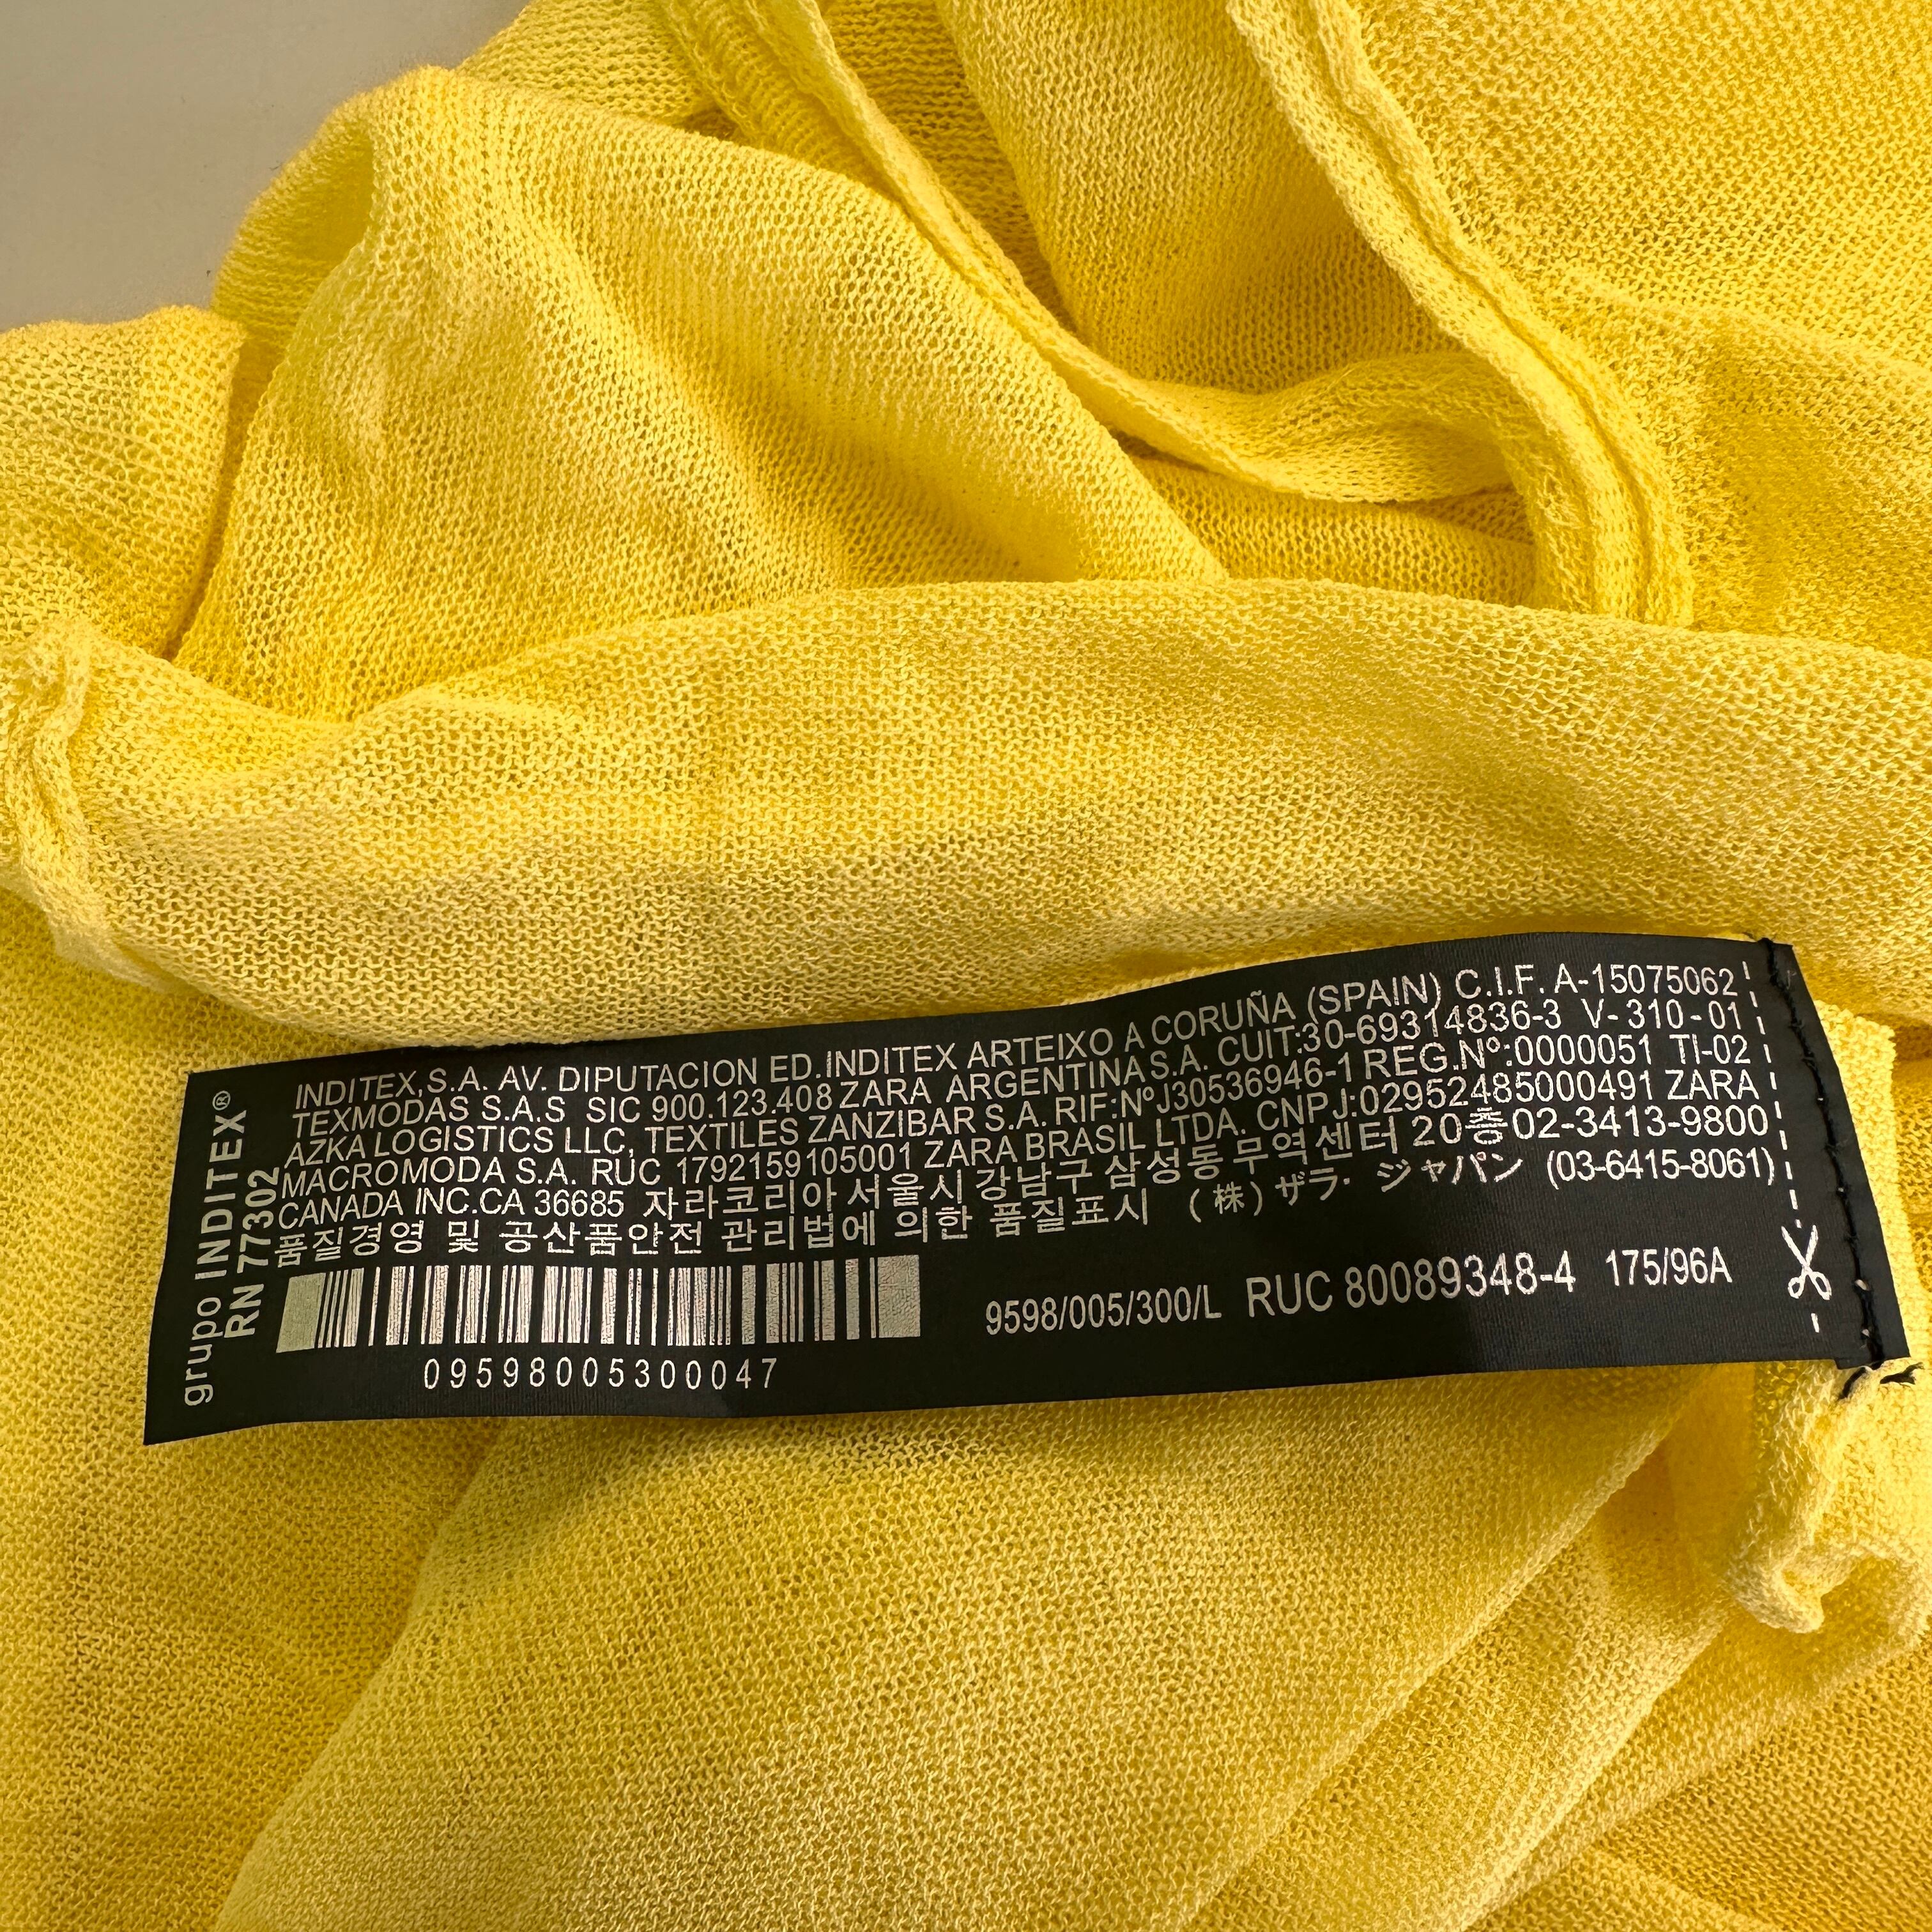 grupo INDITEX®
RN 77302
INDITEX,S.A. AV. DIPUTACION ED.INDITEX ARTEIXO A CORUÑA (SPAIN) C.I.F. A-15075062
TEXMODAS S.A.S SIC 900.123.408 ZARA ARGENTINA S.A. CUIT:30-69314836-3 V-310-01
AZKA LOGISTICS LLC, TEXTILES ZANZIBAR S.A. RIF:NºJ30536946-1 REG.Nº:0000051 TI-02
MACROMODA S.A. RUC 1792159105001 ZARA BRASIL LTDA. CNPJ:02952485000491 ZARA
CANADA INC.CA 36685 자라코리아 서울시 강남구 삼성동 무역센터 20층02-3413-9800
품질경영 및 공산품안전 관리법에 의한 품질표시 (株) ザラ・ジャパン (03-6415-8061)
9598/005/300/L RUC 80089348-4 175/96A
09598005300047